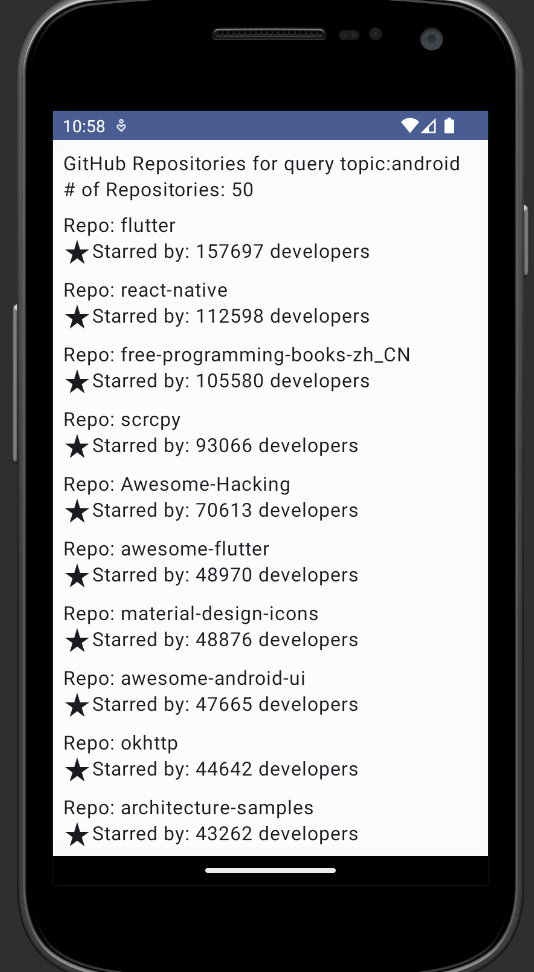 10:58
GitHub Repositories for query topic:android
# of Repositories: 50
Repo: flutter
★Starred by: 157697 developers
Repo: react-native
★Starred by: 112598 developers
Repo: free-programming-books-zh_CN
★Starred by: 105580 developers
Repo: scrcpy
★Starred by: 93066 developers
Repo: Awesome-Hacking
★Starred by: 70613 developers
Repo: awesome-flutter
★Starred by: 48970 developers
Repo: material-design-icons
★Starred by: 48876 developers
Repo: awesome-android-ui
★Starred by: 47665 developers
Repo: okhttp
★Starred by: 44642 developers
Repo: architecture-samples
★Starred by: 43262 developers